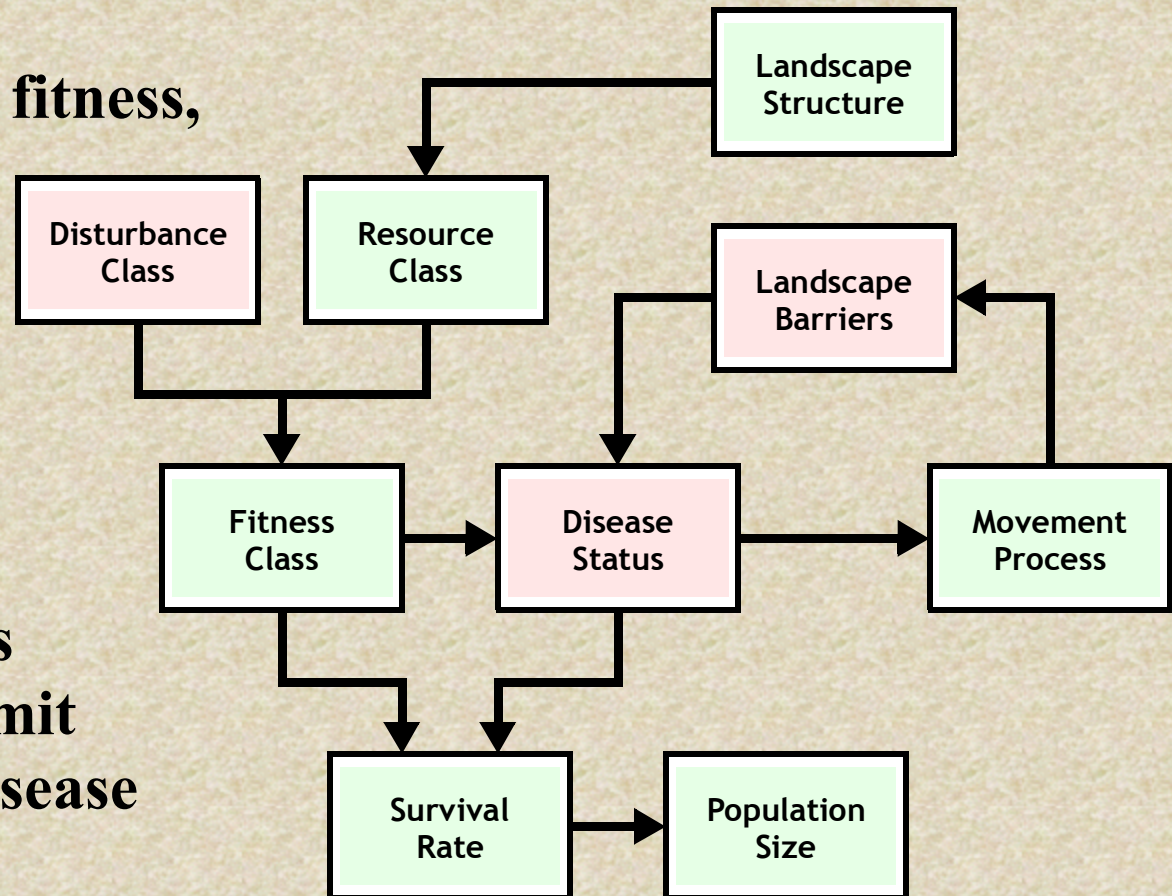 fitness,
Landscape
Structure
Disturbance
Class
Resource
Class
Landscape
Barriers
Fitness
Class
Disease
Status
Movement
Process
s
mit
sease
Survival
Rate
Population
Size